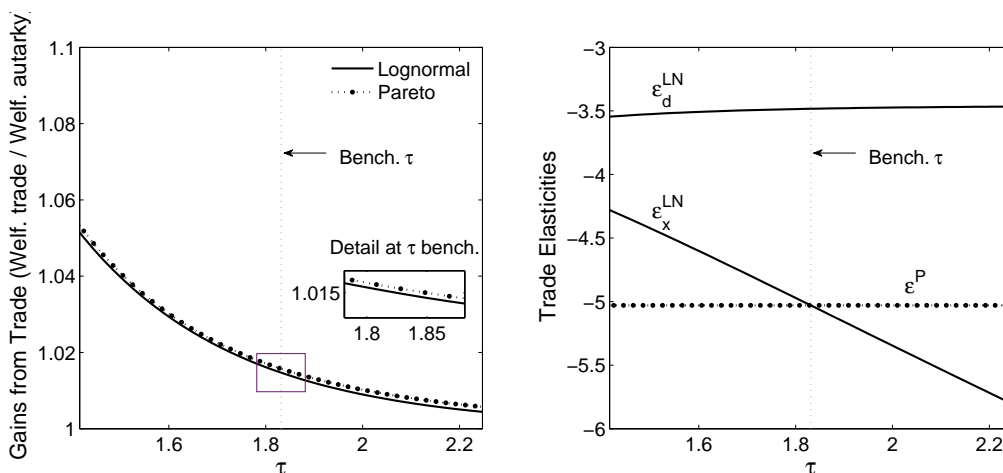 Gains from Trade (Welf. trade / Welf. autarky)
1.1
1.08
1.06
1.04
1.02
1
1.6
1.8
2
2.2
τ
Lognormal
Pareto
Bench. τ
Detail at τ bench.
1.015
1.8
1.85
Trade Elasticities
-3
-3.5
-4
-4.5
-5
-5.5
-6
1.6
1.8
2
2.2
τ
ε_d^LN
Bench. τ
ε_x^LN
ε^P